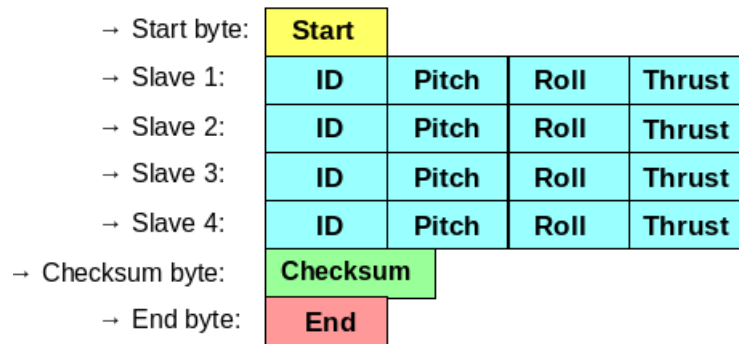 → Start byte: Start
→ Slave 1: ID Pitch Roll Thrust
→ Slave 2: ID Pitch Roll Thrust
→ Slave 3: ID Pitch Roll Thrust
→ Slave 4: ID Pitch Roll Thrust
→ Checksum byte: Checksum
→ End byte: End